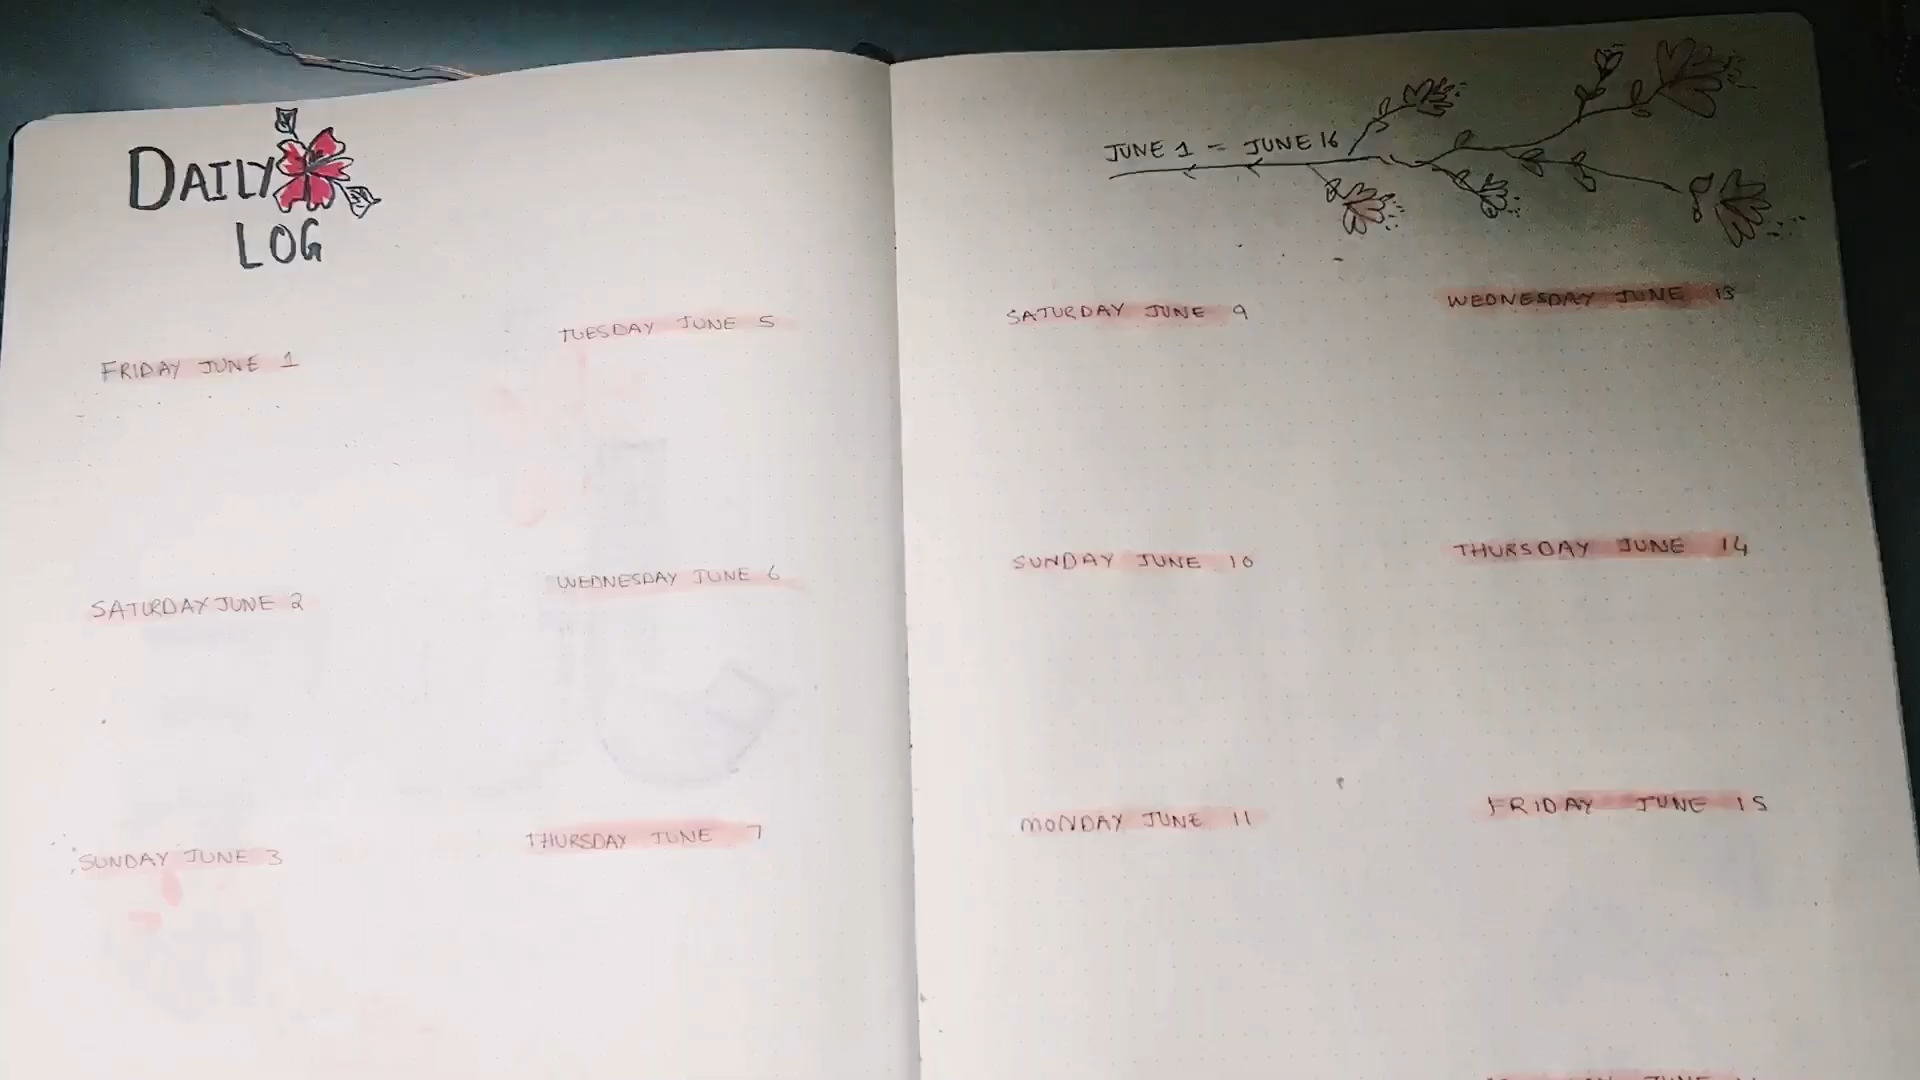 DAILY
LOG
FRIDAY JUNE 1
SATURDAY JUNE 2
SUNDAY JUNE 3
TUESDAY JUNE 5
WEDNESDAY JUNE 6
THURSDAY JUNE 7
JUNE 1 - JUNE 16
SATURDAY JUNE 9
SUNDAY JUNE 10
MONDAY JUNE 11
WEDNESDAY JUNE 13
THURSDAY JUNE 14
FRIDAY JUNE 15